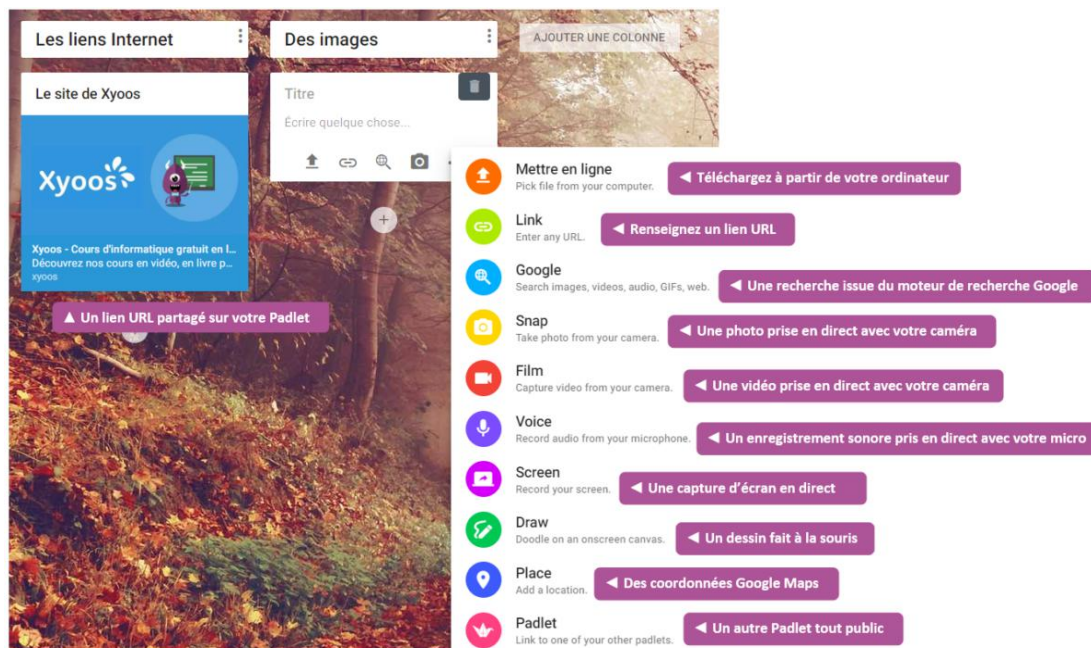 Les liens Internet
Des images
AJOUTER UNE COLONNE
Le site de Xyoos
Xyoos
Xyoos - Cours d'informatique gratuit en l...
Découvrez nos cours en vidéo, en livre p...
xyoos
▲ Un lien URL partagé sur votre Padlet
Titre
Écrire quelque chose...
Mettre en ligne
Pick file from your computer.
◄ Téléchargez à partir de votre ordinateur
Link
Enter any URL.
◄ Renseignez un lien URL
Google
Search images, videos, audio, GIFs, web.
◄ Une recherche issue du moteur de recherche Google
Snap
Take photo from your camera.
◄ Une photo prise en direct avec votre caméra
Film
Capture video from your camera.
◄ Une vidéo prise en direct avec votre caméra
Voice
Record audio from your microphone.
◄ Un enregistrement sonore pris en direct avec votre micro
Screen
Record your screen.
◄ Une capture d'écran en direct
Draw
Doodle on an onscreen canvas.
◄ Un dessin fait à la souris
Place
Add a location.
◄ Des coordonnées Google Maps
Padlet
Link to one of your other padlets.
◄ Un autre Padlet tout public